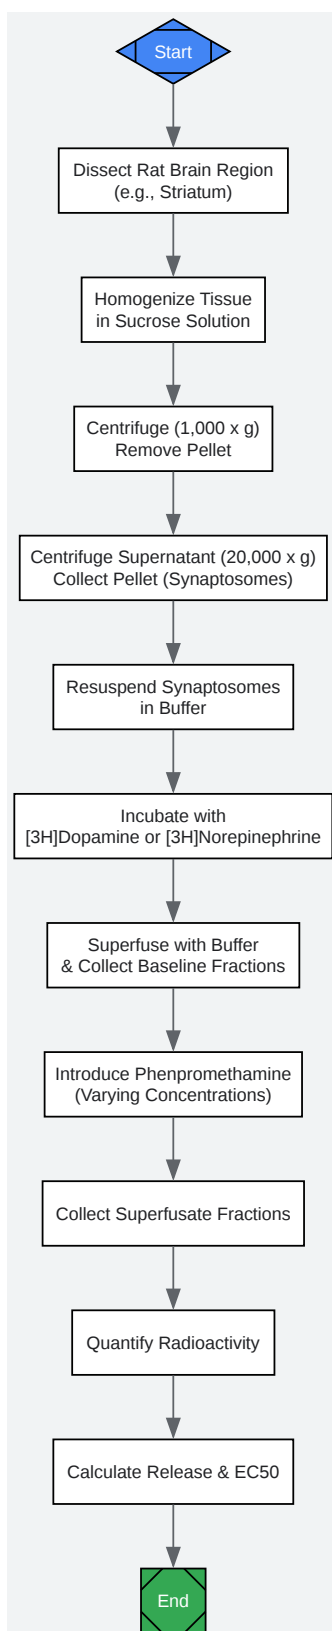 Start
Dissect Rat Brain Region
(e.g., Striatum)
Homogenize Tissue
in Sucrose Solution
Centrifuge (1,000 x g)
Remove Pellet
Centrifuge Supernatant (20,000 x g)
Collect Pellet (Synaptosomes)
Resuspend Synaptosomes
in Buffer
Incubate with
[3H]Dopamine or [3H]Norepinephrine
Superfuse with Buffer
& Collect Baseline Fractions
Introduce Phenpromethamine
(Varying Concentrations)
Collect Superfusate Fractions
Quantify Radioactivity
Calculate Release & EC50
End